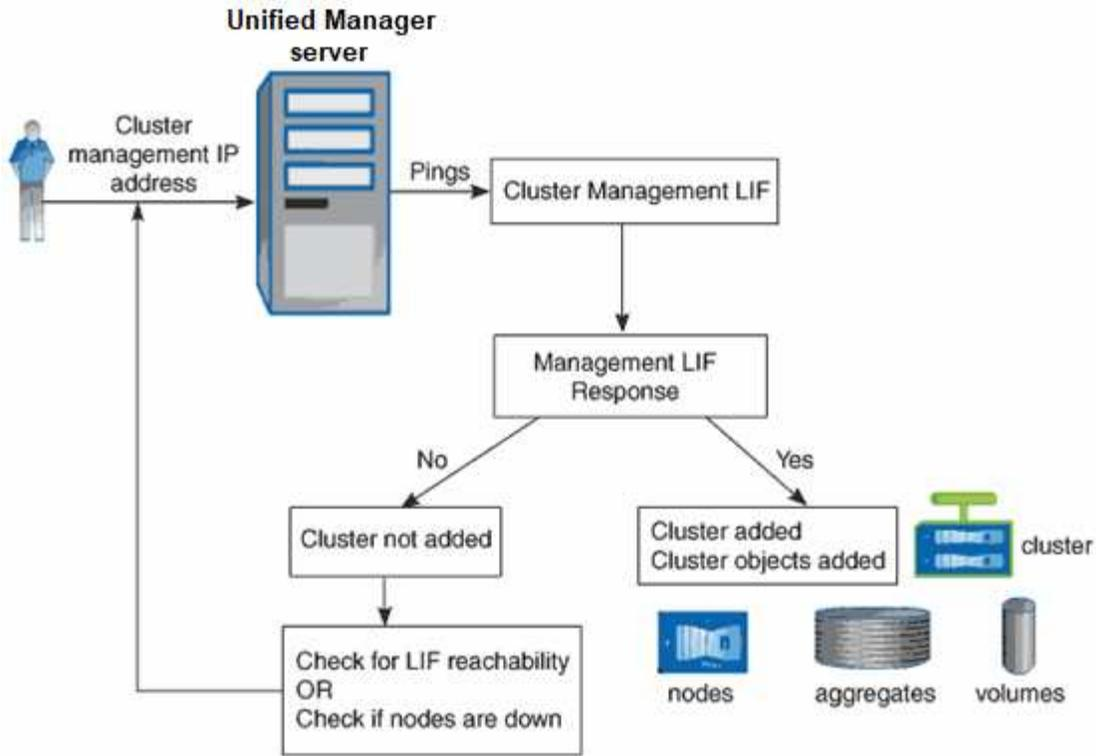 Unified Manager
server
Cluster
management IP
address
Pings
Cluster Management LIF
Management LIF
Response
No
Yes
Cluster not added
Cluster added
Cluster objects added
cluster
Check for LIF reachability
OR
Check if nodes are down
nodes
aggregates
volumes